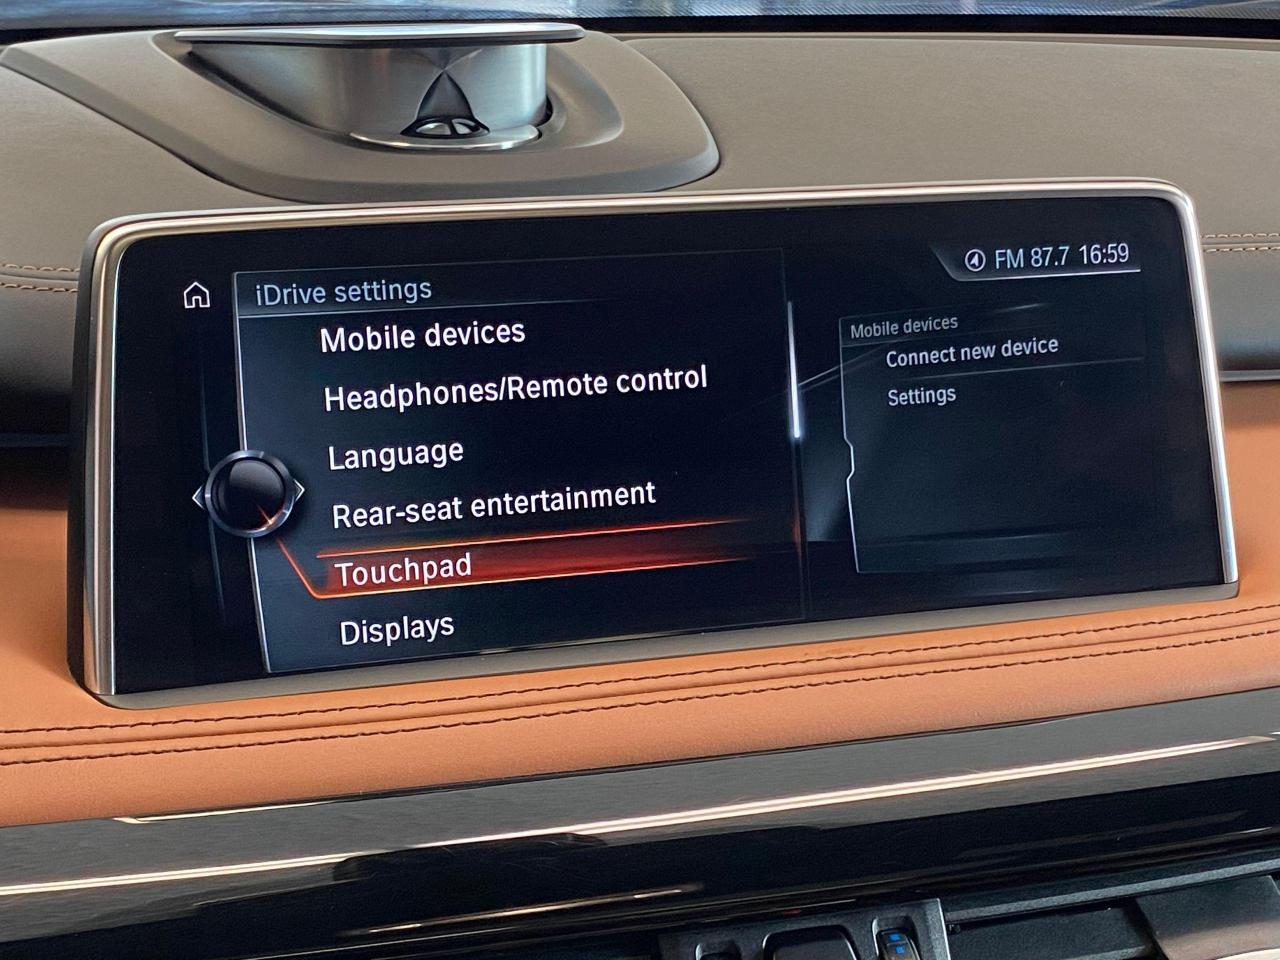 iDrive settings
Mobile devices
Headphones/Remote control
Language
Rear-seat entertainment
Touchpad
Displays
FM 87.7 16:59
Mobile devices
Connect new device
Settings